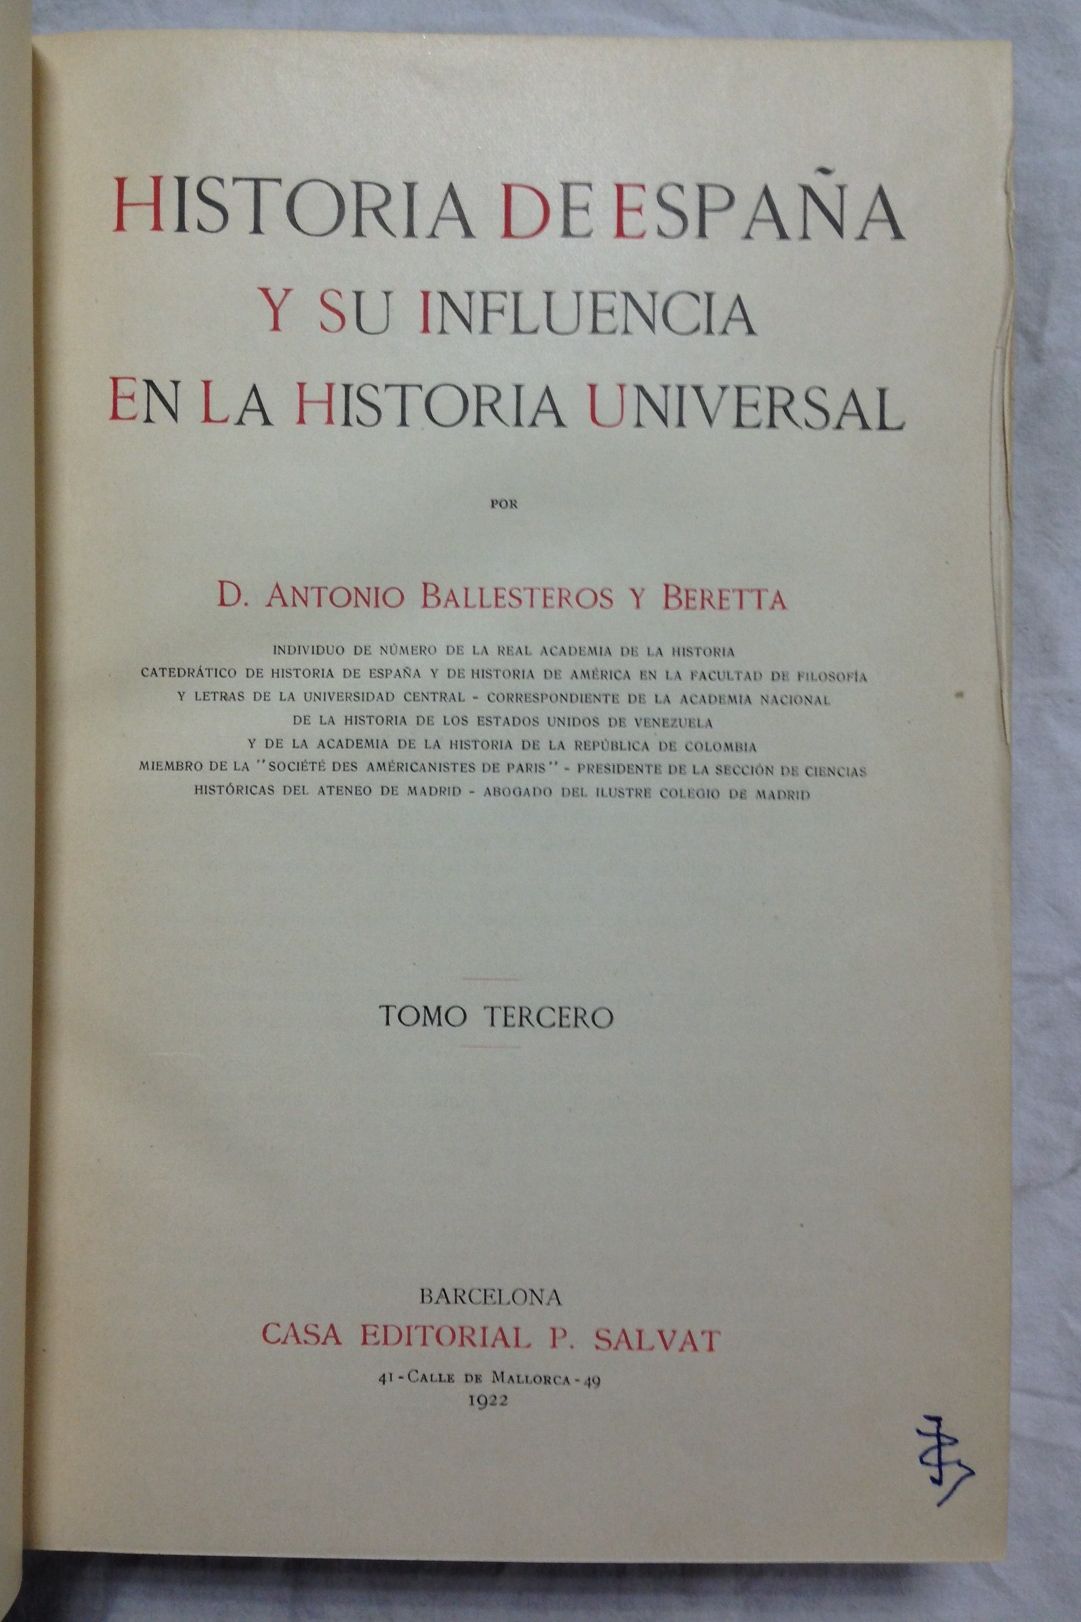 HISTORIA DE ESPAÑA
Y SU INFLUENCIA
EN LA HISTORIA UNIVERSAL
POR
D. ANTONIO BALLESTEROS Y BERETTA
INDIVIDUO DE NÚMERO DE LA REAL ACADEMIA DE LA HISTORIA
CATEDRÁTICO DE HISTORIA DE ESPAÑA Y DE HISTORIA DE AMÉRICA EN LA FACULTAD DE FILOSOFÍA
Y LETRAS DE LA UNIVERSIDAD CENTRAL - CORRESPONDIENTE DE LA ACADEMIA NACIONAL
DE LA HISTORIA DE LOS ESTADOS UNIDOS DE VENEZUELA
Y DE LA ACADEMIA DE LA HISTORIA DE LA REPÚBLICA DE COLOMBIA
MIEMBRO DE LA "SOCIÉTÉ DES AMÉRICANISTES DE PARIS" - PRESIDENTE DE LA SECCIÓN DE CIENCIAS
HISTÓRICAS DEL ATENEO DE MADRID - ABOGADO DEL ILUSTRE COLEGIO DE MADRID
TOMO TERCERO
BARCELONA
CASA EDITORIAL P. SALVAT
41-CALLE DE MALLORCA-49
1922